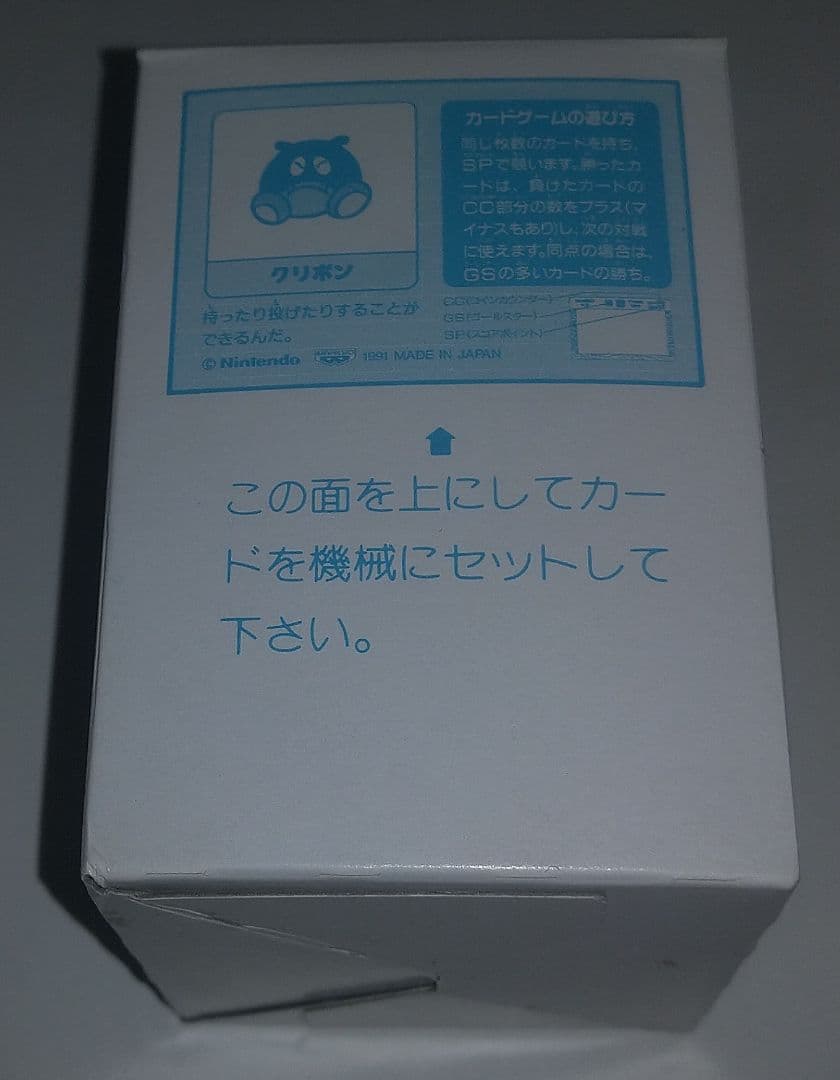 クリボン
持ったり投げたりすることが
できるんだ。
© Nintendo BANPRESTO 1991 MADE IN JAPAN
カードゲームの遊び方
同じ枚数のカードを持ち、
SPで競います。勝ったカ
ードは、負けたカードの
CC部分の数をプラス(マ
イナスもあり)し、次の対戦
に使えます。同点の場合は、
GSの多いカードの勝ち。
CC(コインカウンター)
GS(ゴールスター)
SP(スコアポイント)
この面を上にしてカー
ドを機械にセットして
下さい。